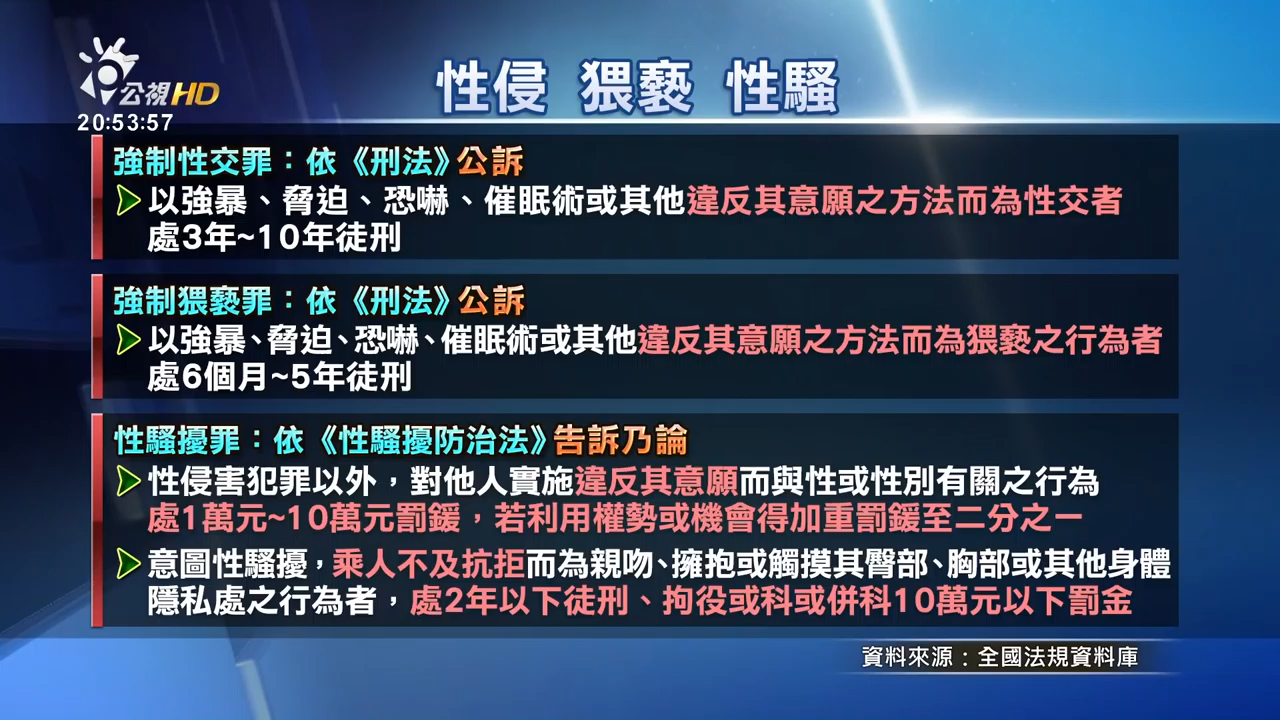 公視HD
20:53:57
性侵 猥褻 性騷
強制性交罪：依《刑法》公訴
以強暴、脅迫、恐嚇、催眠術或其他違反其意願之方法而為性交者
處3年~10年徒刑
強制猥褻罪：依《刑法》公訴
以強暴、脅迫、恐嚇、催眠術或其他違反其意願之方法而為猥褻之行為者
處6個月~5年徒刑
性騷擾罪：依《性騷擾防治法》告訴乃論
性侵害犯罪以外，對他人實施違反其意願而與性或性別有關之行為
處1萬元~10萬元罰鍰，若利用權勢或機會得加重罰鍰至二分之一
意圖性騷擾，乘人不及抗拒而為親吻、擁抱或觸摸其臀部、胸部或其他身體
隱私處之行為者，處2年以下徒刑、拘役或科或併科10萬元以下罰金
資料來源：全國法規資料庫